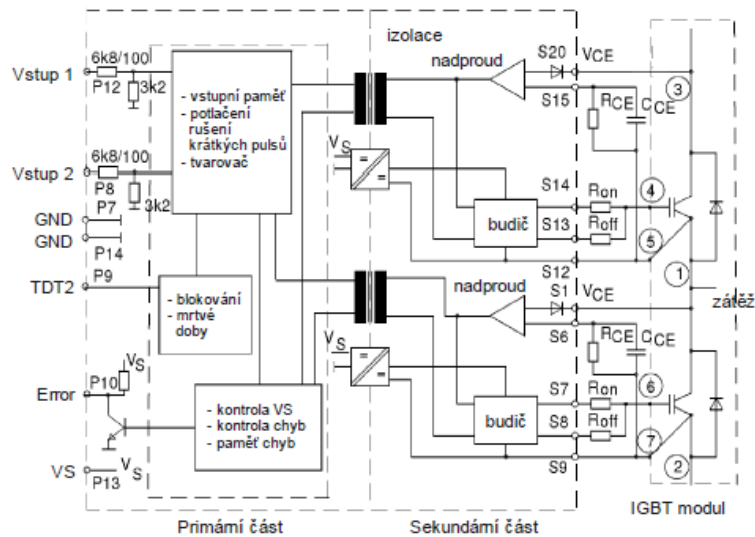 izolace
6k8/100
Vstup 1
P12
3k2
- vstupní paměť
- potlačení
rušení
krátkých pulsů
- tvarovač
nadproud
S20
VCE
S15
RCE
CCE
3
6k8/100
Vstup 2
P8
3k2
VS
=
=
S14
Ron
4
GND
P7
GND
P14
budič
S13
Roff
5
S12
TDT2
P9
- blokování
- mrtvé
doby
nadproud
S1
VCE
1
zátěž
S6
RCE
CCE
VS
=
=
VS
P10
Error
- kontrola VS
- kontrola chyb
- paměť chyb
S7
Ron
6
budič
S8
Roff
7
S9
2
VS
P13
VS
IGBT modul
Primární část
Sekundární část